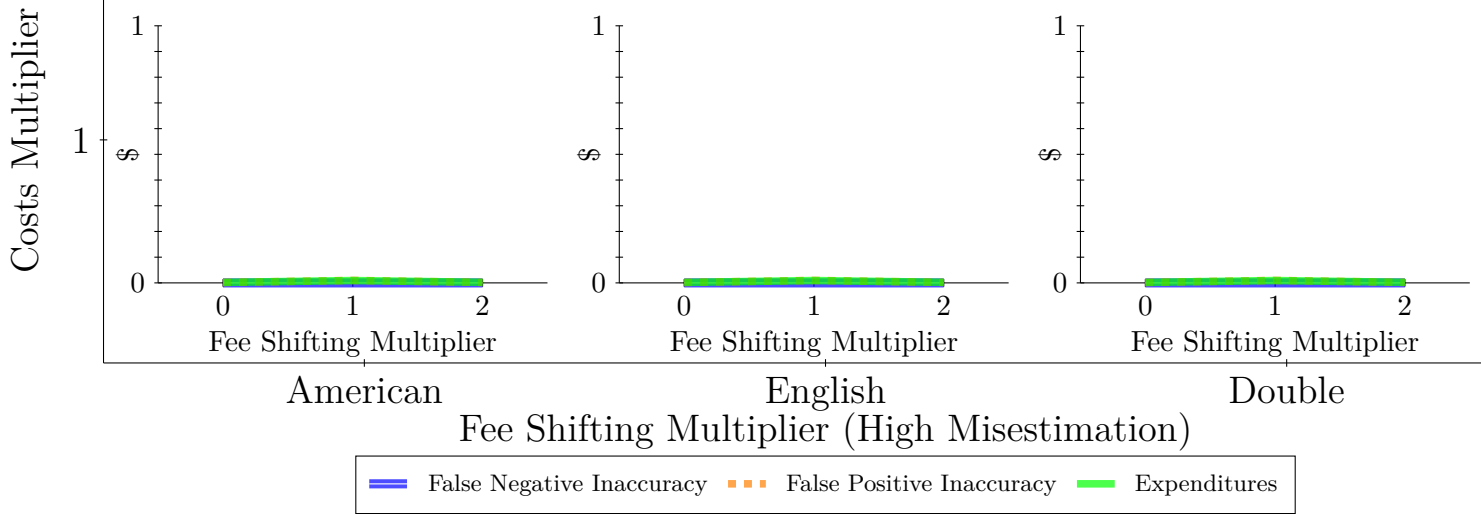 Costs Multiplier
1
1
$
0
0 1 2
Fee Shifting Multiplier
1
$
0
0 1 2
Fee Shifting Multiplier
1
$
0
0 1 2
Fee Shifting Multiplier
American English Double
Fee Shifting Multiplier (High Misestimation)
False Negative Inaccuracy False Positive Inaccuracy Expenditures